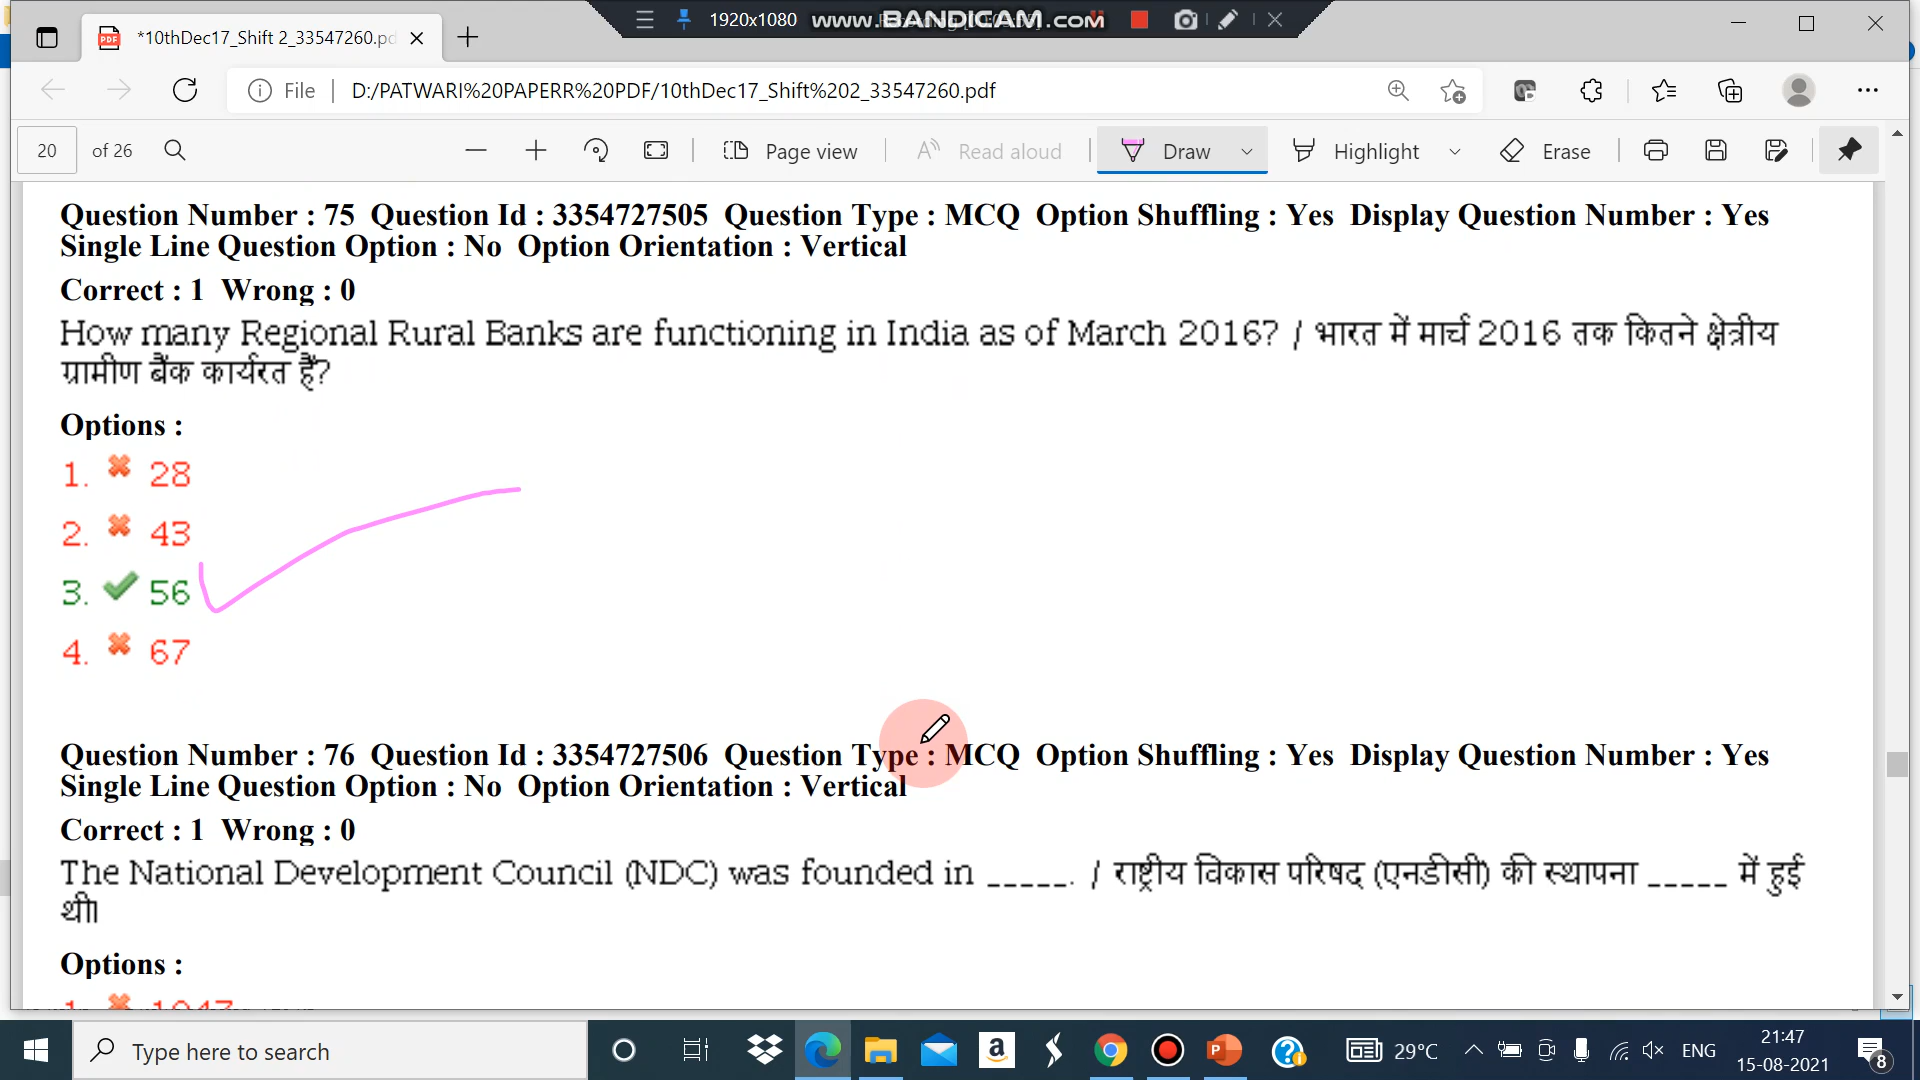 1920x1080 www.BANDICAM.com
*10thDec17_Shift 2_33547260.pd
File D:/PATWARI%20PAPERR%20PDF/10thDec17_Shift%202_33547260.pdf
20 of 26 Page view Read aloud Draw Highlight Erase
Question Number : 75 Question Id : 3354727505 Question Type : MCQ Option Shuffling : Yes Display Question Number : Yes
Single Line Question Option : No Option Orientation : Vertical
Correct : 1 Wrong : 0
How many Regional Rural Banks are functioning in India as of March 2016? / भारत में मार्च 2016 तक कितने क्षेत्रीय
ग्रामीण बैंक कार्यरत हैं?
Options :
1. 28
2. 43
3. 56
4. 67
Question Number : 76 Question Id : 3354727506 Question Type : MCQ Option Shuffling : Yes Display Question Number : Yes
Single Line Question Option : No Option Orientation : Vertical
Correct : 1 Wrong : 0
The National Development Council (NDC) was founded in _____. / राष्ट्रीय विकास परिषद (एनडीसी) की स्थापना _____ में हुई
थी।
Options :
1. 1947
Type here to search 29°C ENG 21:47
15-08-2021 8